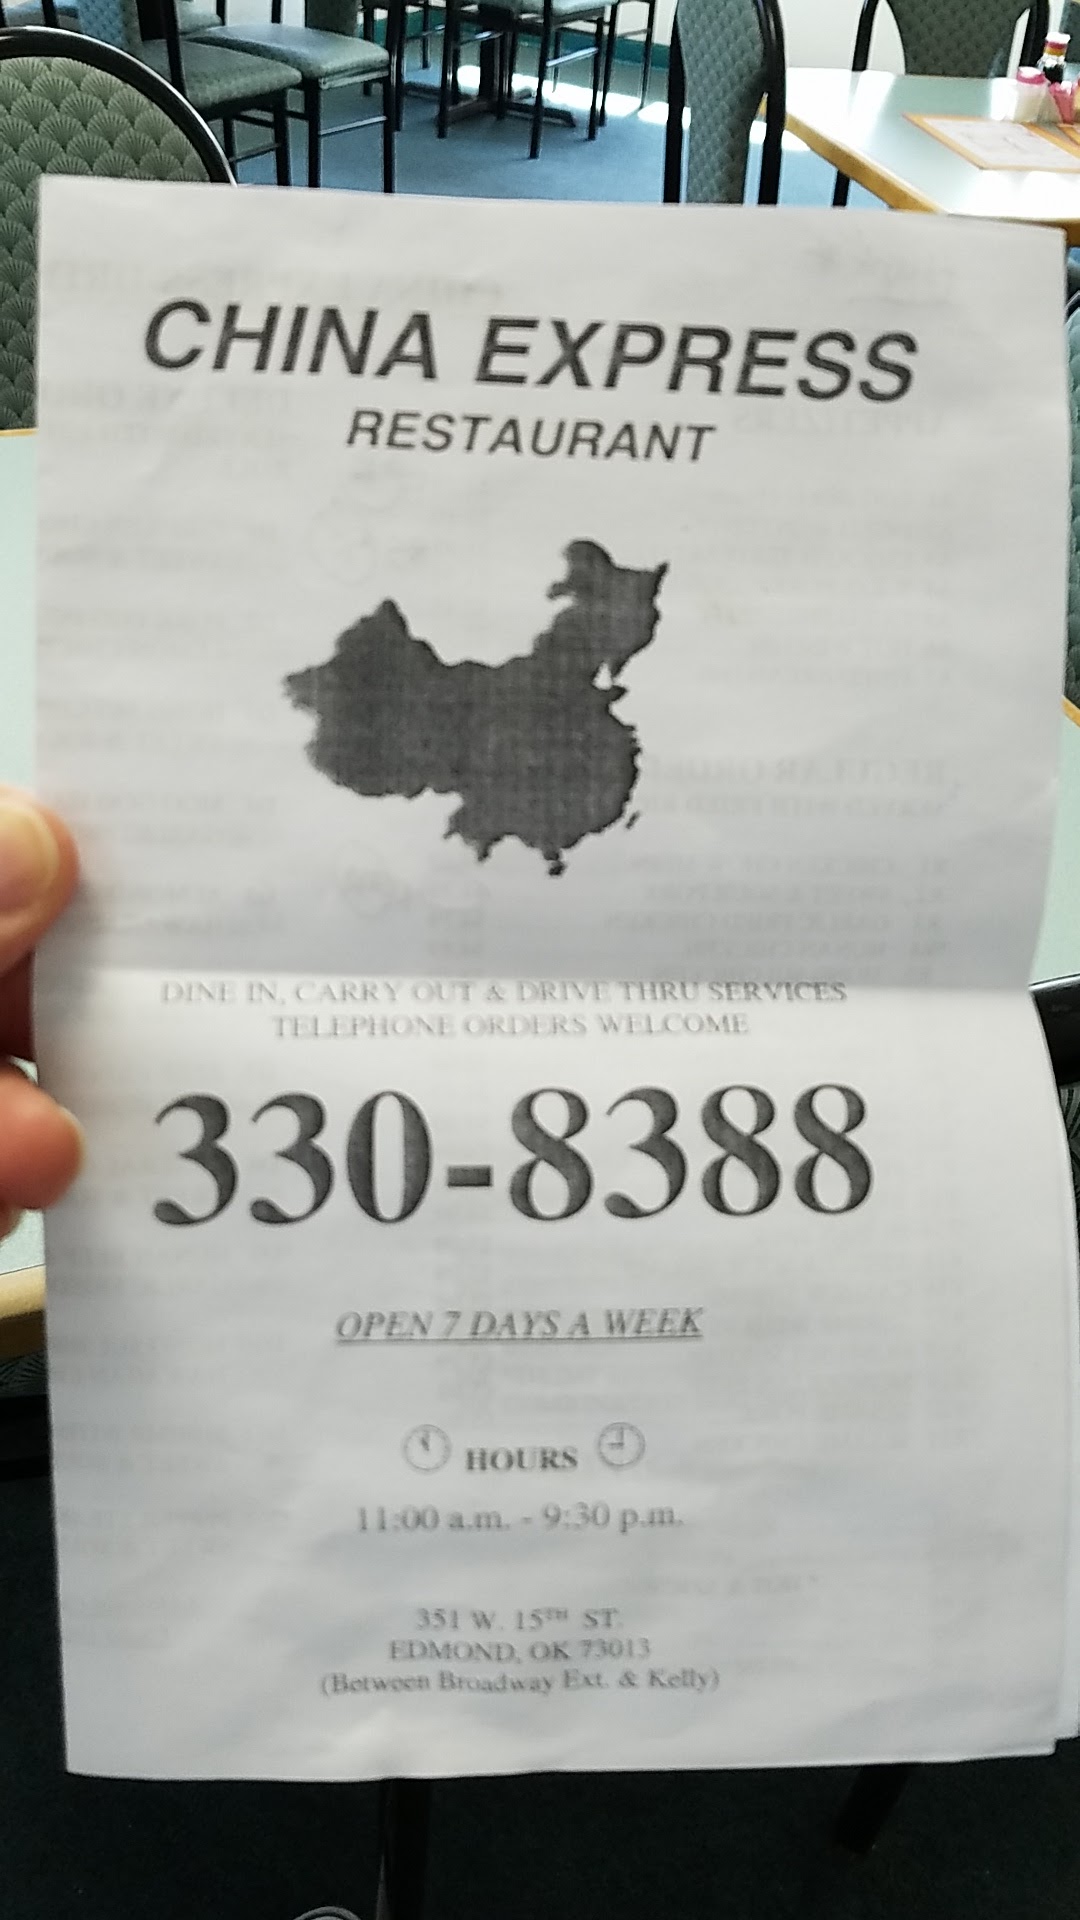 CHINA EXPRESS
RESTAURANT
DINE IN, CARRY OUT & DRIVE THRU SERVICES
TELEPHONE ORDERS WELCOME
330-8388
OPEN 7 DAYS A WEEK
HOURS
11:00 a.m. - 9:30 p.m.
351 W. 15TH ST.
EDMOND, OK 73013
(Between Broadway Ext. & Kelly)